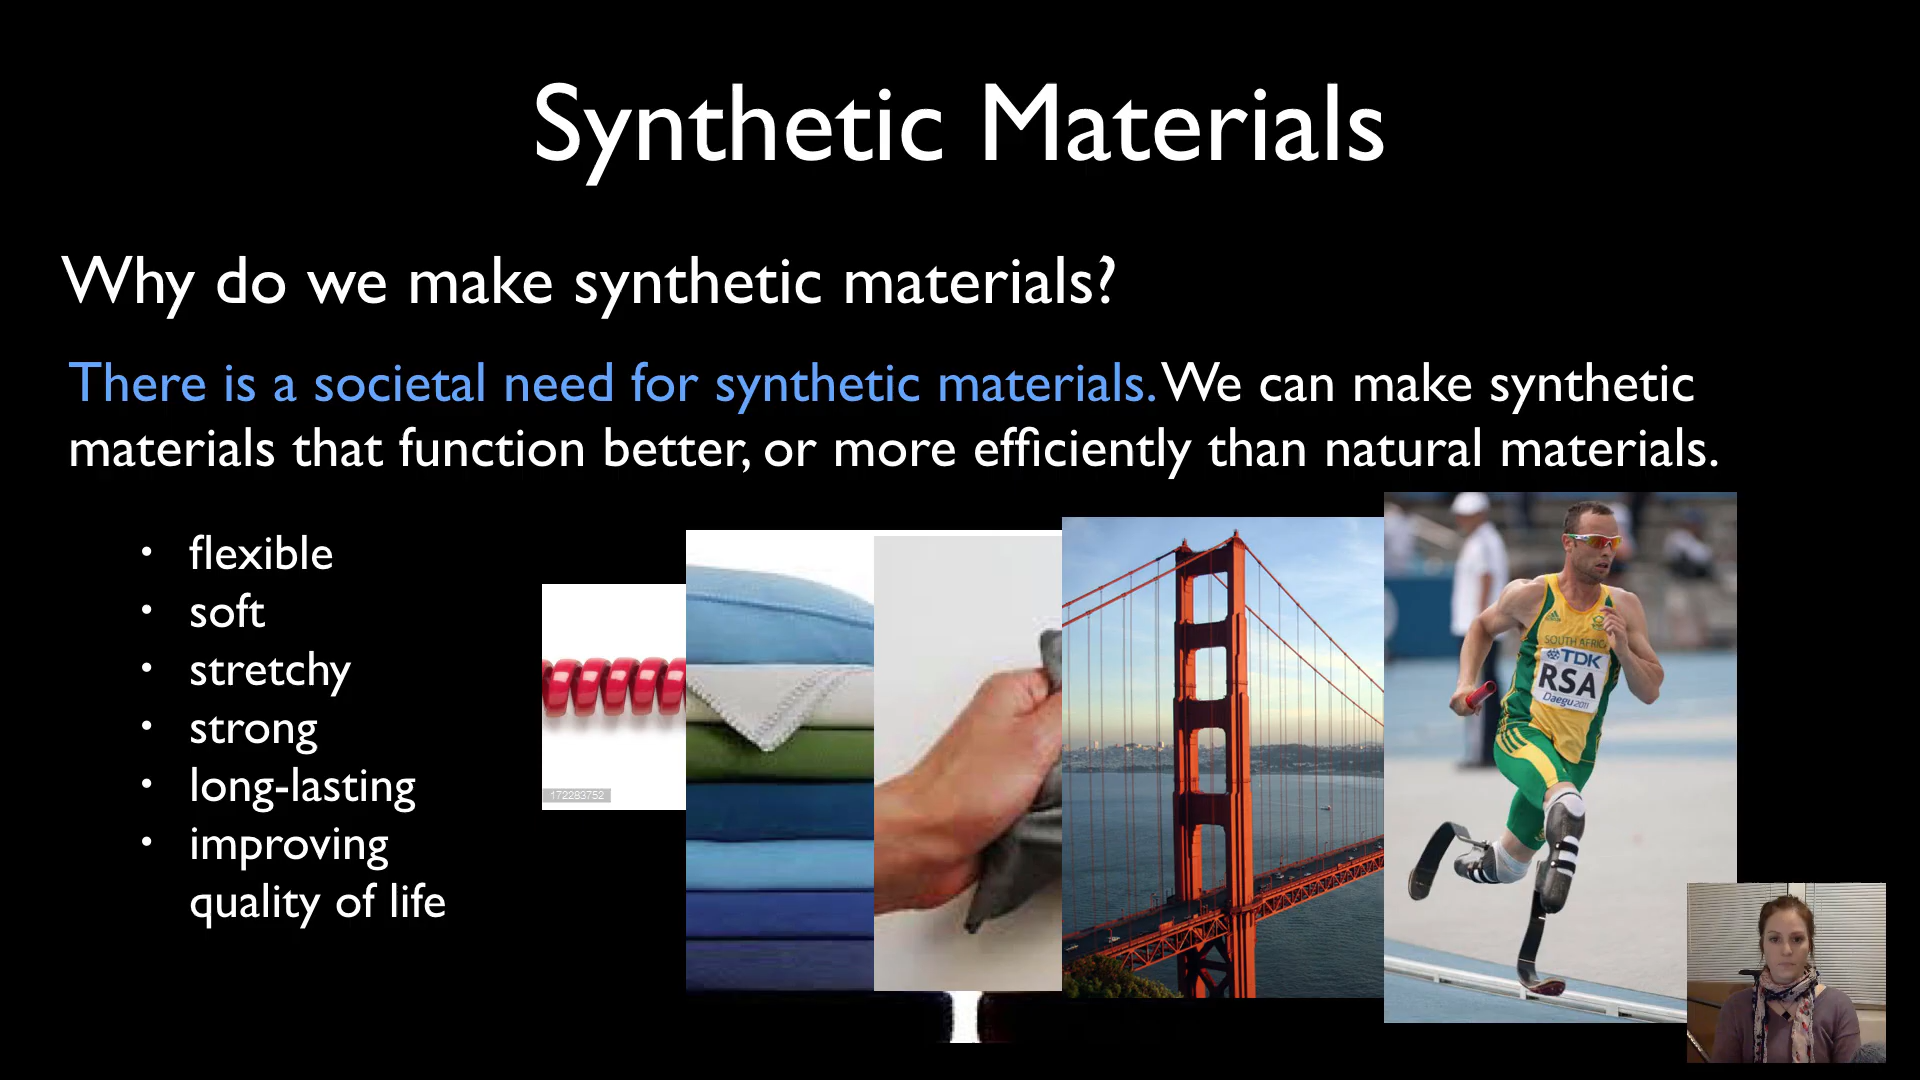 Synthetic Materials
Why do we make synthetic materials?
There is a societal need for synthetic materials. We can make synthetic
materials that function better, or more efficiently than natural materials.
• flexible
• soft
• stretchy
• strong
• long-lasting
• improving
quality of life
172283752
SOUTH AFRICA
TDK
RSA
Daegu 2011